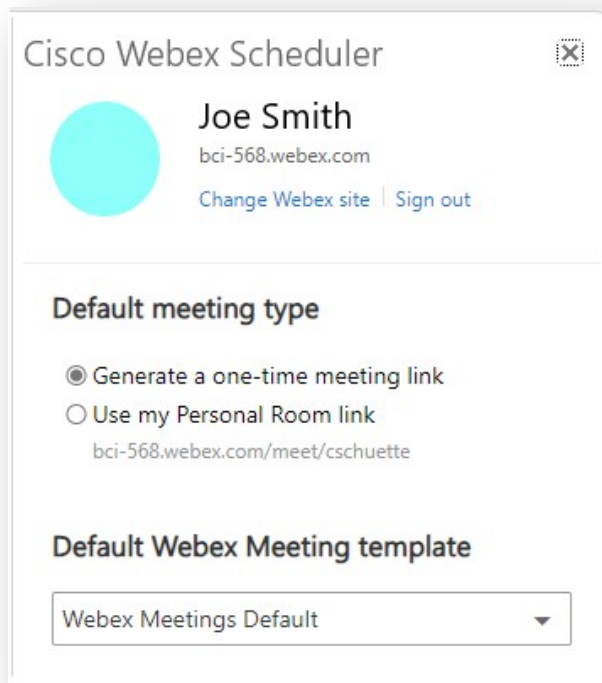 Cisco Webex Scheduler
Joe Smith
bci-568.webex.com
Change Webex site | Sign out
Default meeting type
Generate a one-time meeting link
Use my Personal Room link
bci-568.webex.com/meet/cschuette
Default Webex Meeting template
Webex Meetings Default